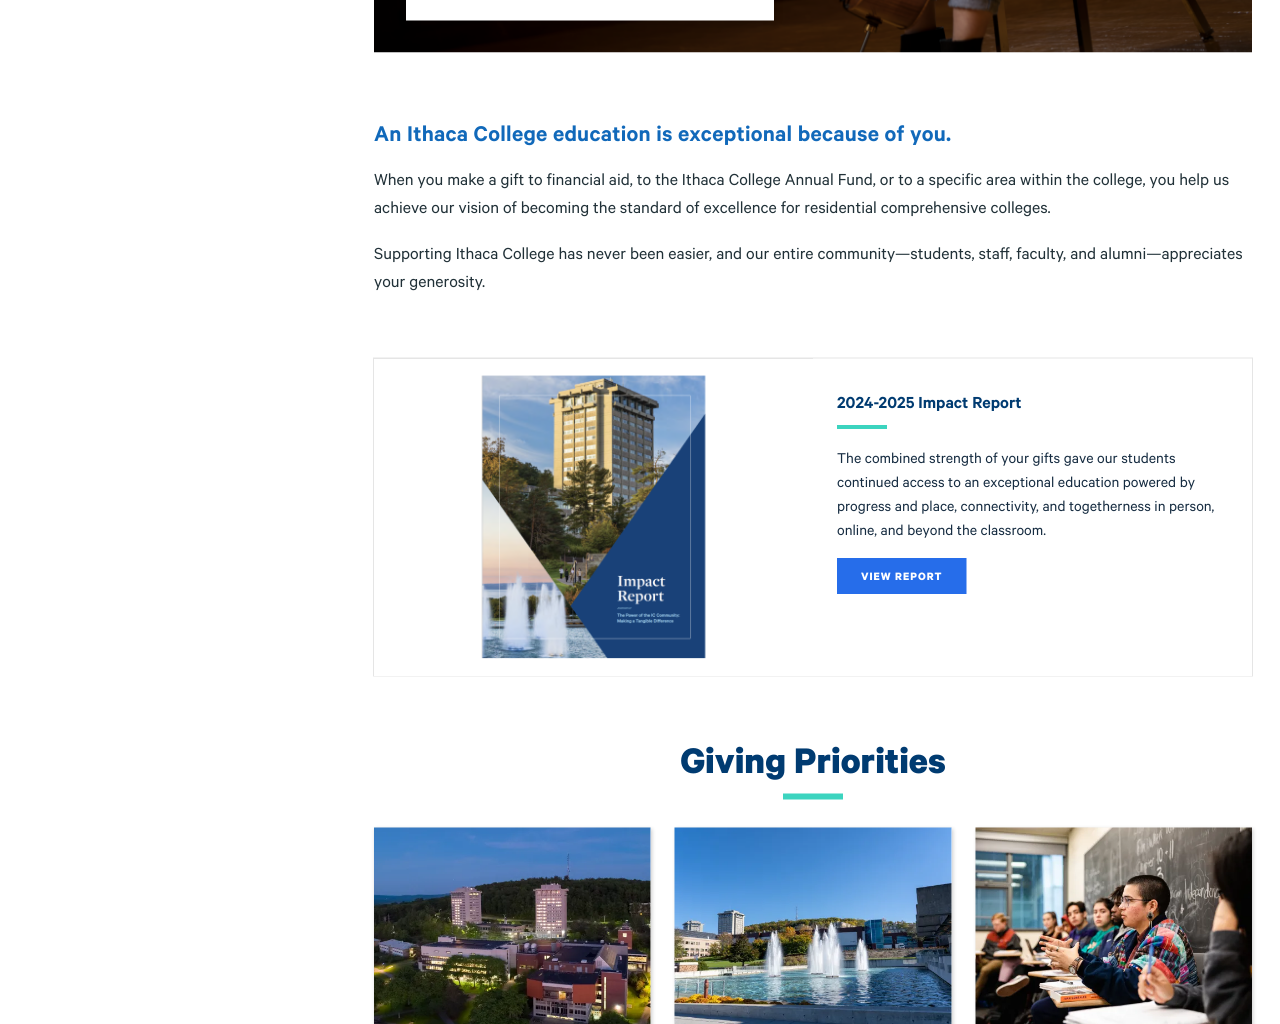 An Ithaca College education is exceptional because of you.
When you make a gift to financial aid, to the Ithaca College Annual Fund, or to a specific area within the college, you help us
achieve our vision of becoming the standard of excellence for residential comprehensive colleges.
Supporting Ithaca College has never been easier, and our entire community—students, staff, faculty, and alumni—appreciates
your generosity.
Impact
Report
The Power of the IC Community:
Making a Tangible Difference
2024-2025 Impact Report
The combined strength of your gifts gave our students
continued access to an exceptional education powered by
progress and place, connectivity, and togetherness in person,
online, and beyond the classroom.
VIEW REPORT
Giving Priorities